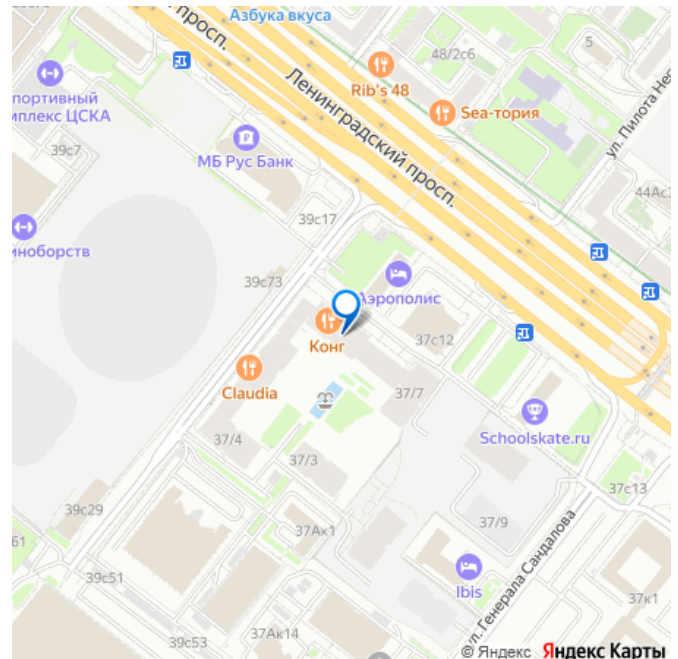 Азбука вкуса
просп.
48/2с6
5
Rib's 48
Sea-тория
Ленинградский просп.
ул. Пилота Нес
портивный
мплекс ЦСКА
39с7
МБ Рус Банк
44Ас
39с17
иноборств
39с73
Аэрополис
Конг
37с12
Claudia
37/7
Schoolskate.ru
37/4
37/3
37с13
39с29
37Ак1
37/9
61
ул. Генерала Сандалова
Ibis
39с51
37к1
39с53
37Ак14
© Яндекс Яндекс Карты